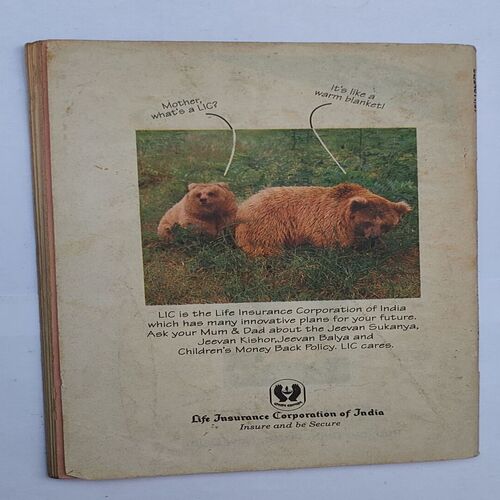 Mother,
what's a LIC?
It's like a
warm blanket!
LIC is the Life Insurance Corporation of India
which has many innovative plans for your future.
Ask your Mum & Dad about the Jeevan Sukanya,
Jeevan Kishor, Jeevan Balya and
Children's Money Back Policy. LIC cares.
Life Insurance Corporation of India
Insure and be Secure